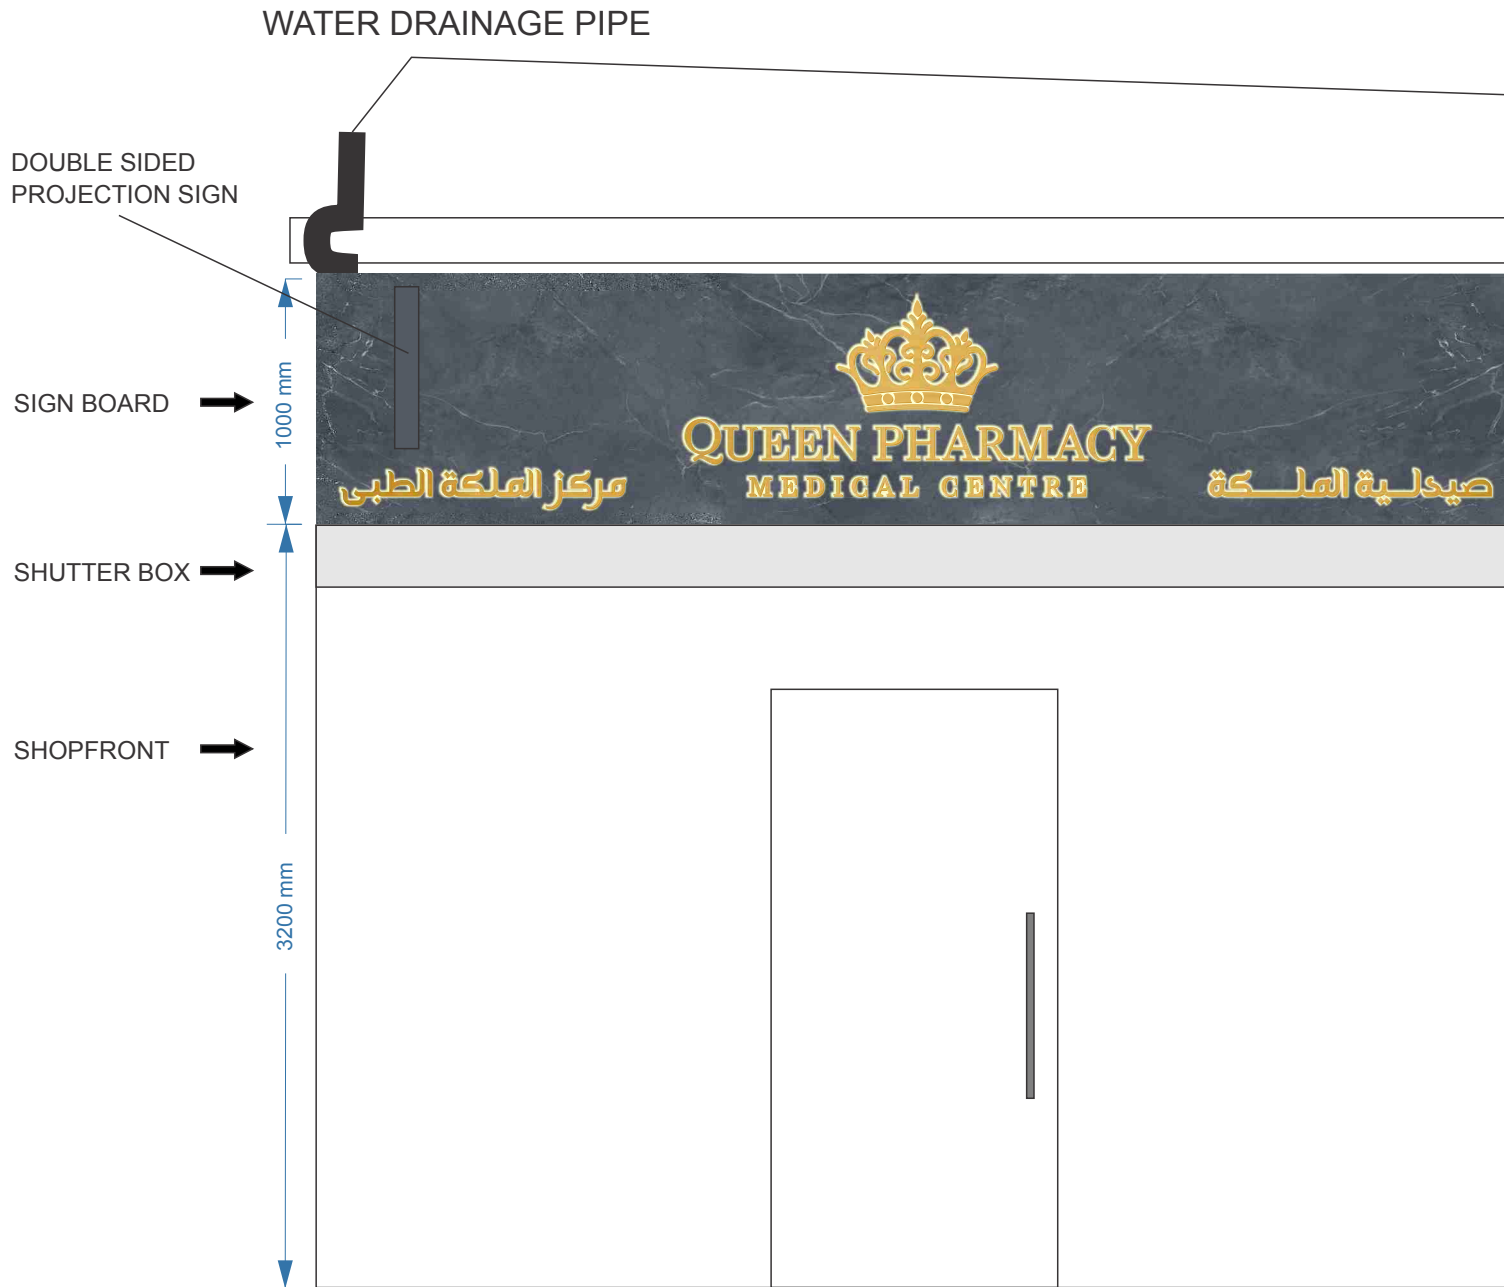 WATER DRAINAGE PIPE
DOUBLE SIDED
PROJECTION SIGN
SIGN BOARD
1000 mm
QUEEN PHARMACY
MEDICAL CENTRE
مركز الملكة الطبى
صيدلـية الملـــكـة
SHUTTER BOX
SHOPFRONT
3200 mm